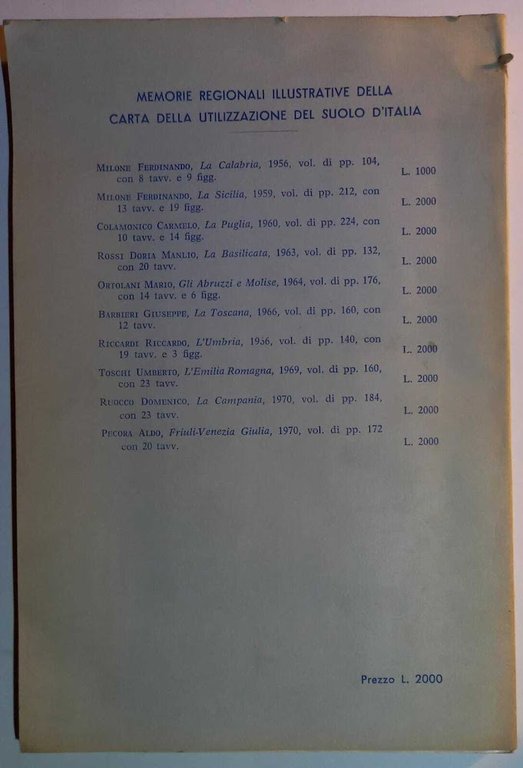 MEMORIE REGIONALI ILLUSTRATIVE DELLA
CARTA DELLA UTILIZZAZIONE DEL SUOLO D'ITALIA
MILONE FERDINANDO, La Calabria, 1956, vol. di pp. 104,
con 8 tavv. e 9 figg. L. 1000
MILONE FERDINANDO, La Sicilia, 1959, vol. di pp. 212, con
13 tavv. e 19 figg. L. 2000
COLAMONICO CARMELO, La Puglia, 1960, vol. di pp. 224, con
10 tavv. e 14 figg. L. 2000
ROSSI DORIA MANLIO, La Basilicata, 1963, vol. di pp. 132,
con 20 tavv. L. 2000
ORTOLANI MARIO, Gli Abruzzi e Molise, 1964, vol. di pp. 176,
con 14 tavv. e 6 figg. L. 2000
BARBIERI GIUSEPPE, La Toscana, 1966, vol. di pp. 160, con
12 tavv. L. 2000
RICCARDI RICCARDO, L'Umbria, 1966, vol. di pp. 140, con
19 tavv. e 3 figg. L. 2000
TOSCHI UMBERTO, L'Emilia Romagna, 1969, vol. di pp. 160,
con 23 tavv. L. 2000
RUOCCO DOMENICO, La Campania, 1970, vol. di pp. 184,
con 23 tavv. L. 2000
PECORA ALDO, Friuli-Venezia Giulia, 1970, vol. di pp. 172
con 20 tavv. L. 2000
Prezzo L. 2000